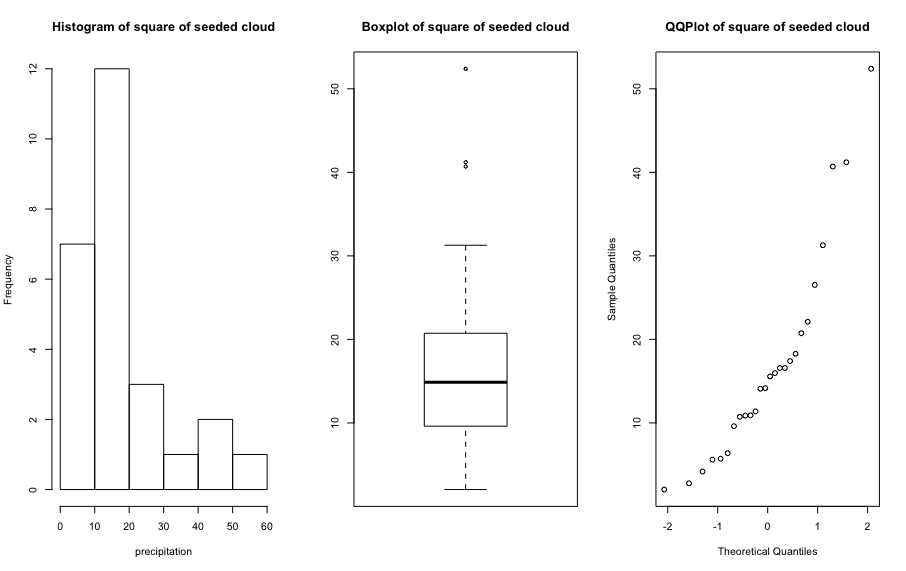 Histogram of square of seeded cloud
Frequency
12
10
8
6
4
2
0
0 10 20 30 40 50 60
precipitation
Boxplot of square of seeded cloud
50
40
30
20
10
QQPlot of square of seeded cloud
Sample Quantiles
50
40
30
20
10
-2 -1 0 1 2
Theoretical Quantiles